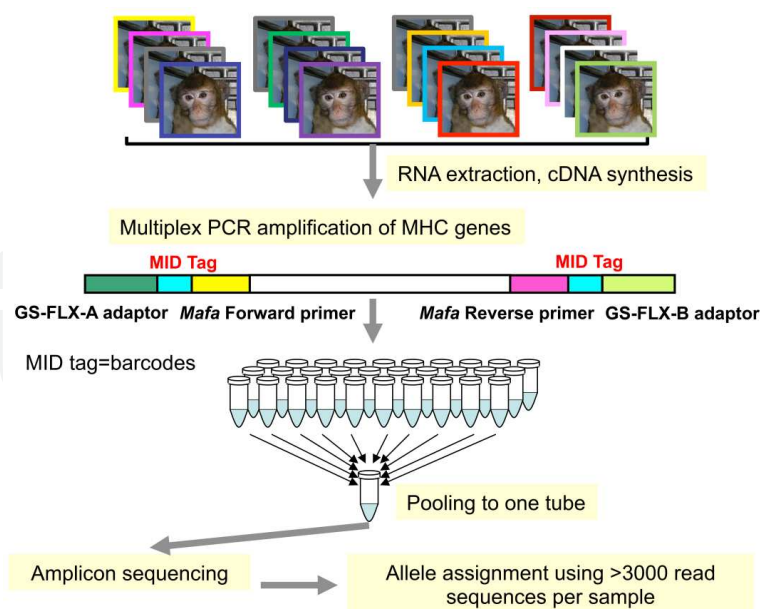 RNA extraction, cDNA synthesis
Multiplex PCR amplification of MHC genes
MID Tag MID Tag
GS-FLX-A adaptor Mafa Forward primer Mafa Reverse primer GS-FLX-B adaptor
MID tag=barcodes
Pooling to one tube
Amplicon sequencing
Allele assignment using >3000 read
sequences per sample